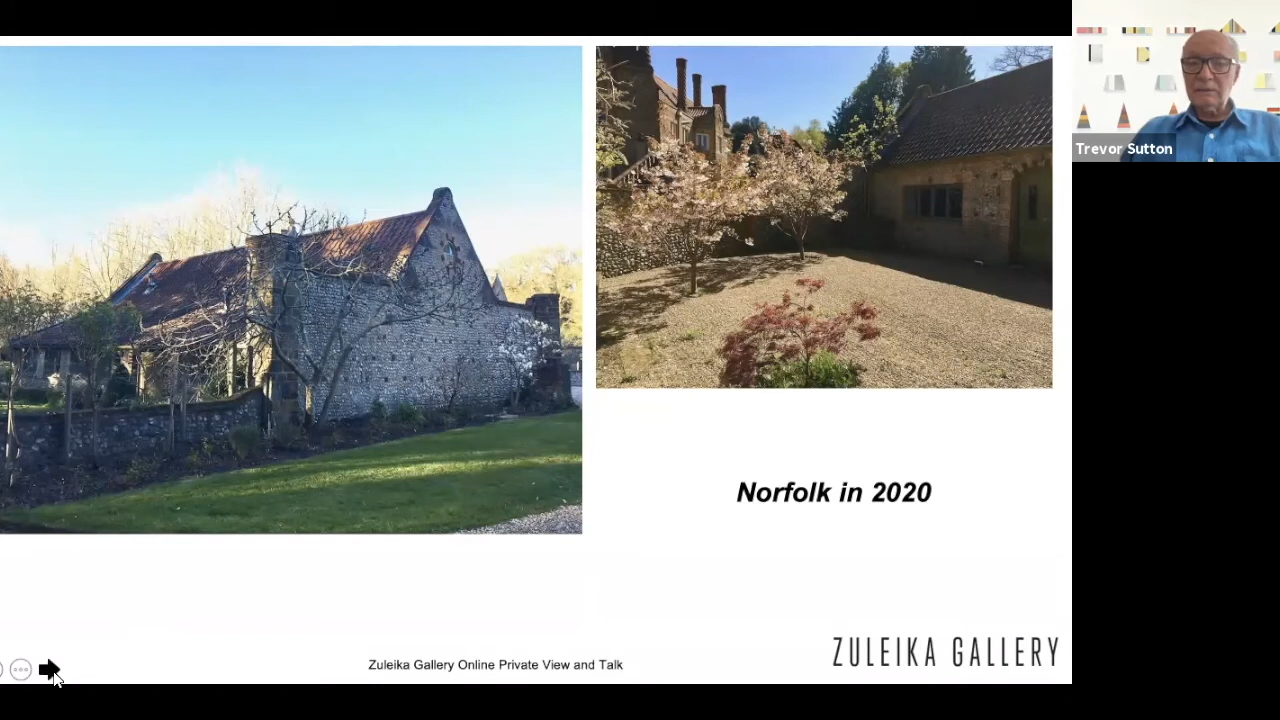 Trevor Sutton
Norfolk in 2020
Zuleika Gallery Online Private View and Talk
ZULEIKA GALLERY